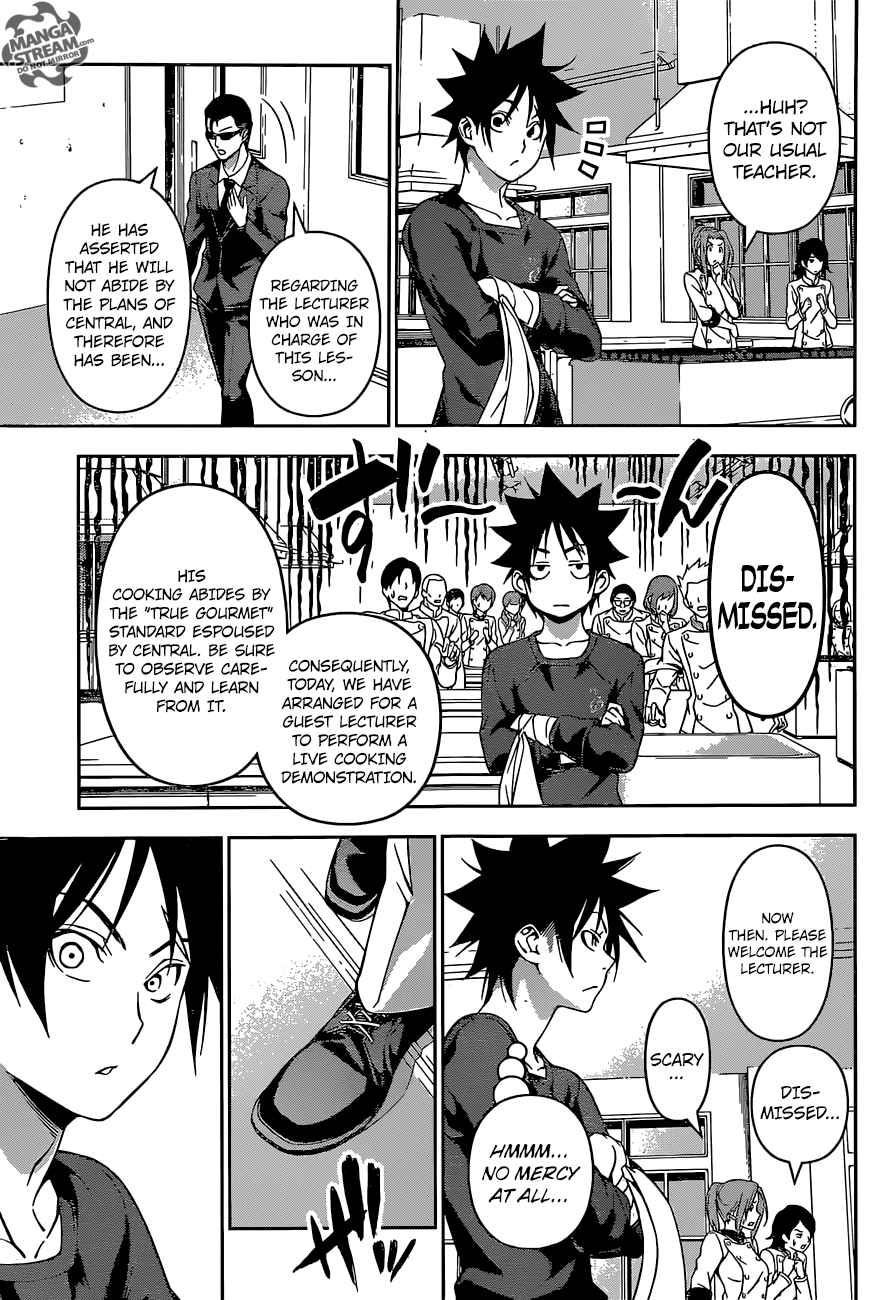 MANGA
STREAM.com
DO NOT MIRROR!
...HUH?
THAT'S NOT
OUR USUAL
TEACHER.
REGARDING
THE LECTURER
WHO WAS IN
CHARGE OF
THIS LES-
SON...
HE HAS
ASSERTED
THAT HE WILL
NOT ABIDE BY
THE PLANS OF
CENTRAL, AND
THEREFORE
HAS BEEN...
DIS-
MISSED.
CONSEQUENTLY,
TODAY, WE HAVE
ARRANGED FOR A
GUEST LECTURER
TO PERFORM A
LIVE COOKING
DEMONSTRATION.
HIS
COOKING ABIDES BY
THE "TRUE GOURMET"
STANDARD ESPOUSED
BY CENTRAL. BE SURE
TO OBSERVE CARE-
FULLY AND LEARN
FROM IT.
NOW
THEN. PLEASE
WELCOME THE
LECTURER.
DIS-
MISSED...
SCARY
...
HMMM...
NO MERCY
AT ALL...